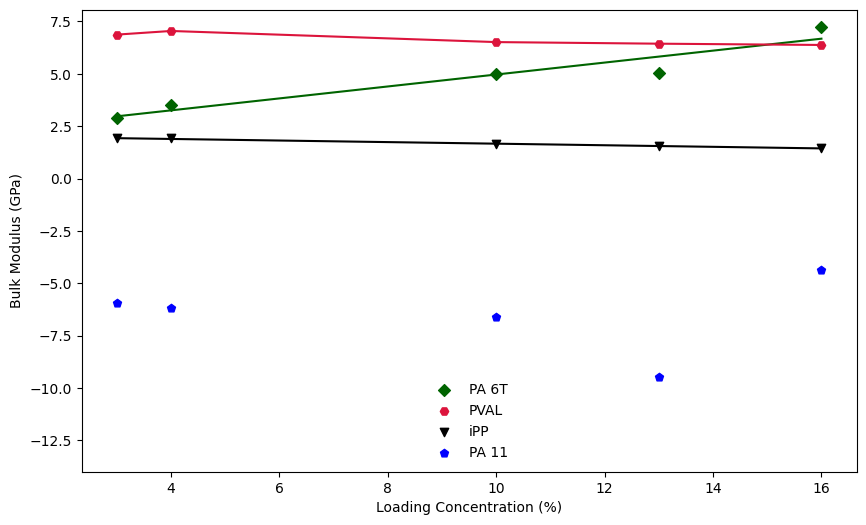 7.5
5.0
2.5
0.0
−2.5
−5.0
−7.5
−10.0
−12.5
Bulk Modulus (GPa)
PA 6T
PVAL
iPP
PA 11
4 6 8 10 12 14 16
Loading Concentration (%)